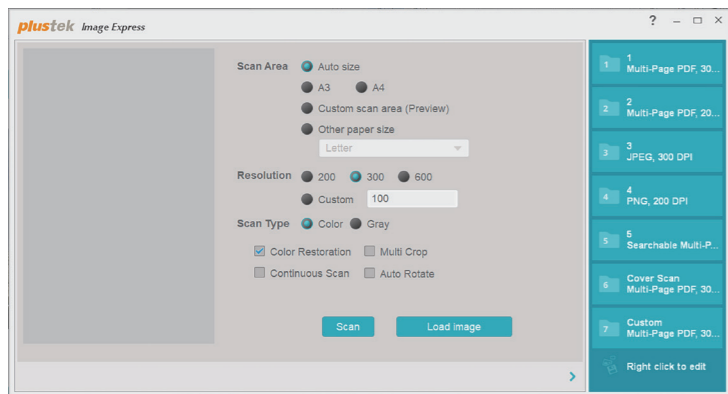 plustek Image Express
?
Scan Area
Auto size
A3
A4
Custom scan area (Preview)
Other paper size
Letter
Resolution
200
300
600
Custom
100
Scan Type
Color
Gray
Color Restoration
Multi Crop
Continuous Scan
Auto Rotate
Scan
Load image
1
1
Multi-Page PDF, 30...
2
2
Multi-Page PDF, 20...
3
3
JPEG, 300 DPI
4
4
PNG, 200 DPI
5
5
Searchable Multi-P...
6
Cover Scan
Multi-Page PDF, 30...
7
Custom
Multi-Page PDF, 30...
Right click to edit